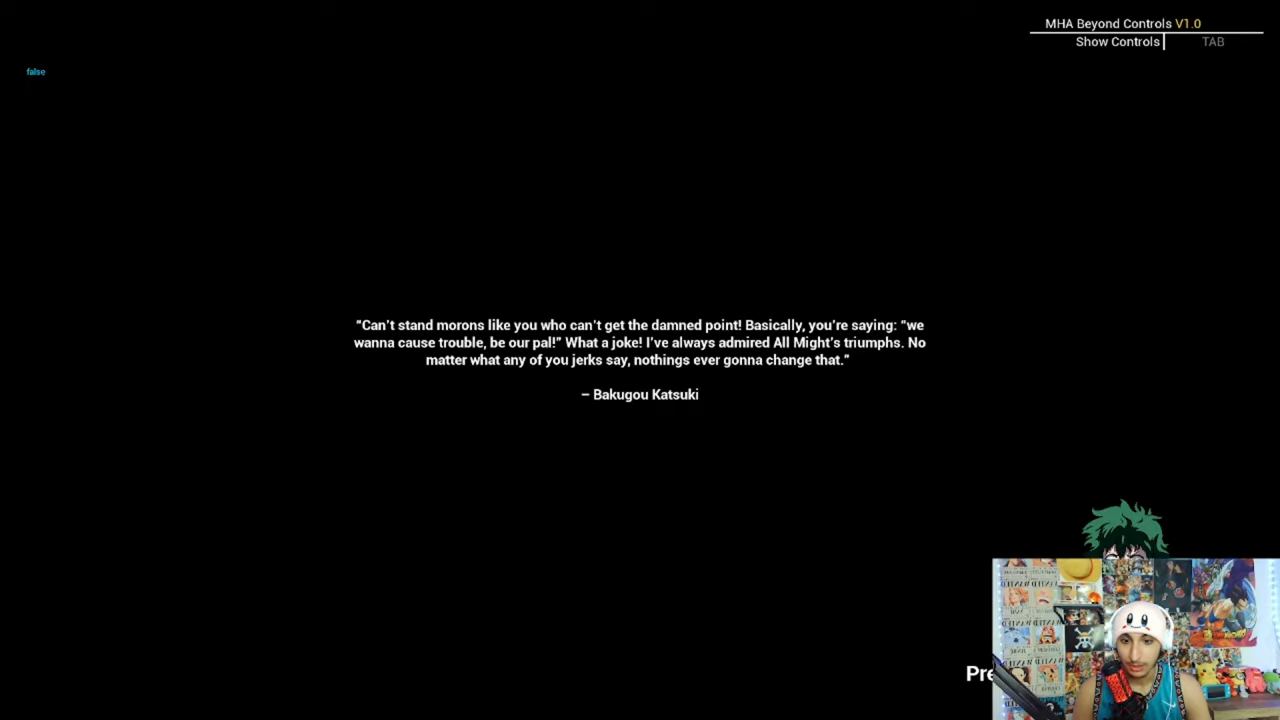 MHA Beyond Controls V1.0
Show Controls TAB
false
“Can’t stand morons like you who can’t get the damned point! Basically, you’re saying: “we
wanna cause trouble, be our pal!” What a joke! I’ve always admired All Might’s triumphs. No
matter what any of you jerks say, nothings ever gonna change that.”
– Bakugou Katsuki
Pre